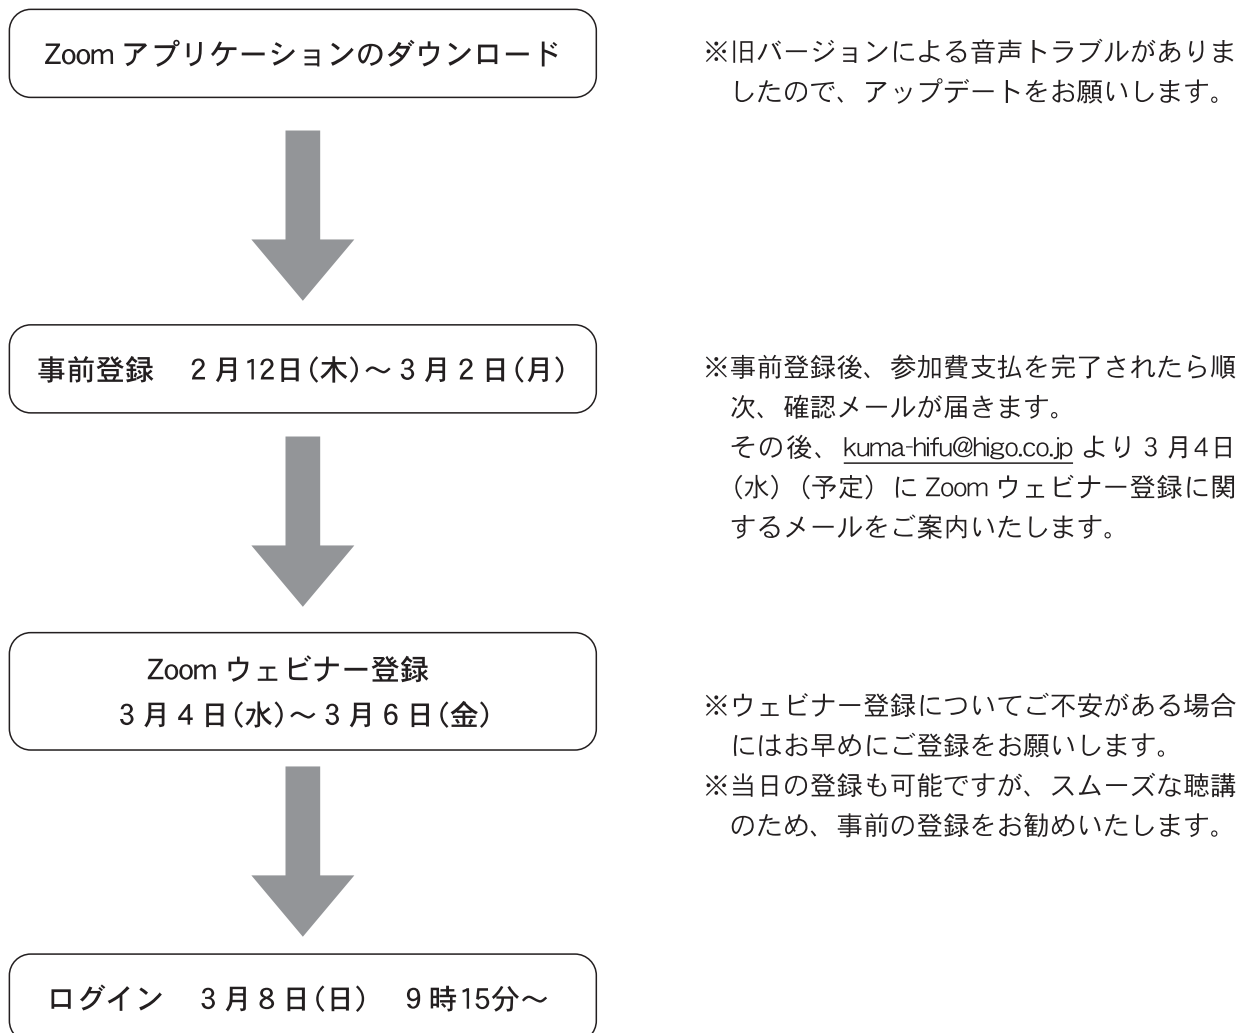 Zoom アプリケーションのダウンロード
※旧バージョンによる音声トラブルがありま
したので、アップデートをお願いします。
事前登録　2月12日(木)～3月2日(月)
※事前登録後、参加費支払を完了されたら順
次、確認メールが届きます。
その後、kuma-hifu@higo.co.jp より3月4日
(水)(予定)に Zoom ウェビナー登録に関
するメールをご案内いたします。
Zoom ウェビナー登録
3月4日(水)～3月6日(金)
※ウェビナー登録についてご不安がある場合
にはお早めにご登録をお願いします。
※当日の登録も可能ですが、スムーズな聴講
のため、事前の登録をお勧めいたします。
ログイン　3月8日(日)　9時15分～